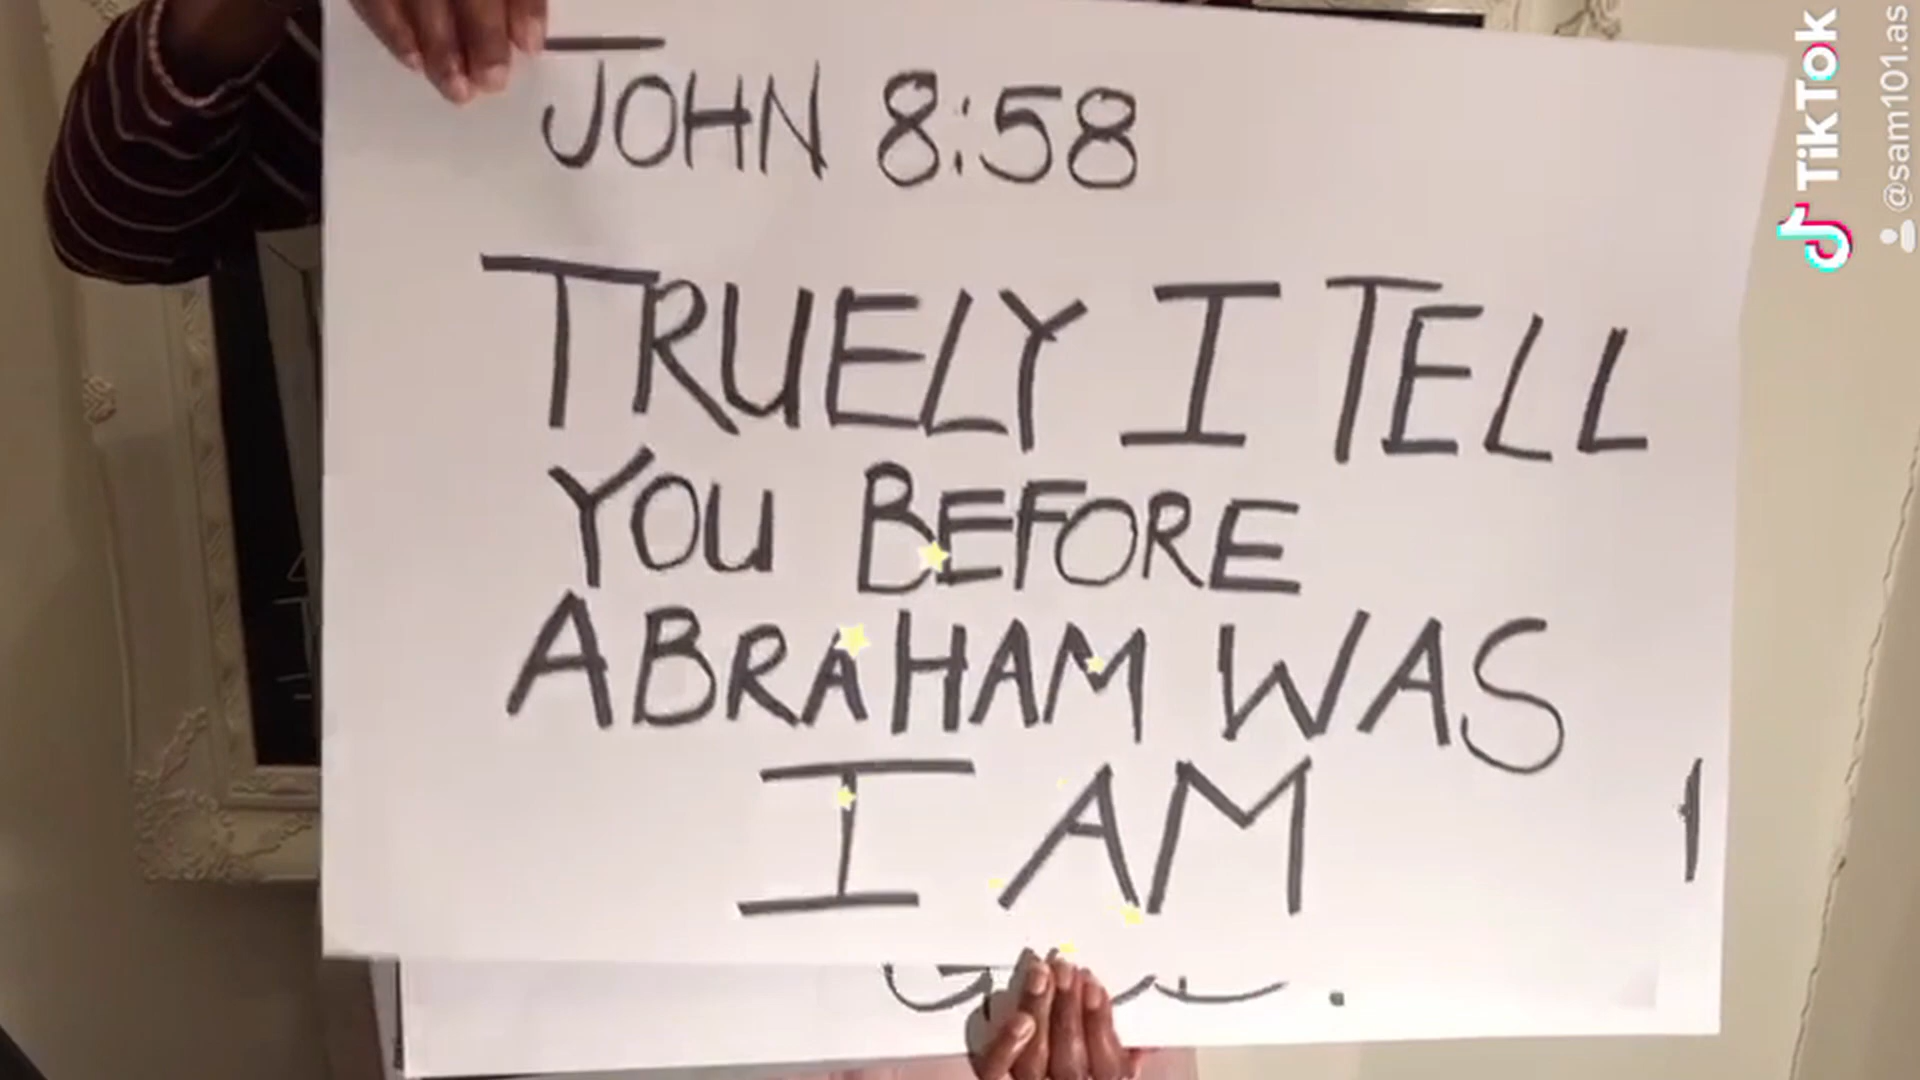 JOHN 8:58
TRUELY I TELL
YOU BEFORE
ABRAHAM WAS
I AM
TikTok
@sam101.as